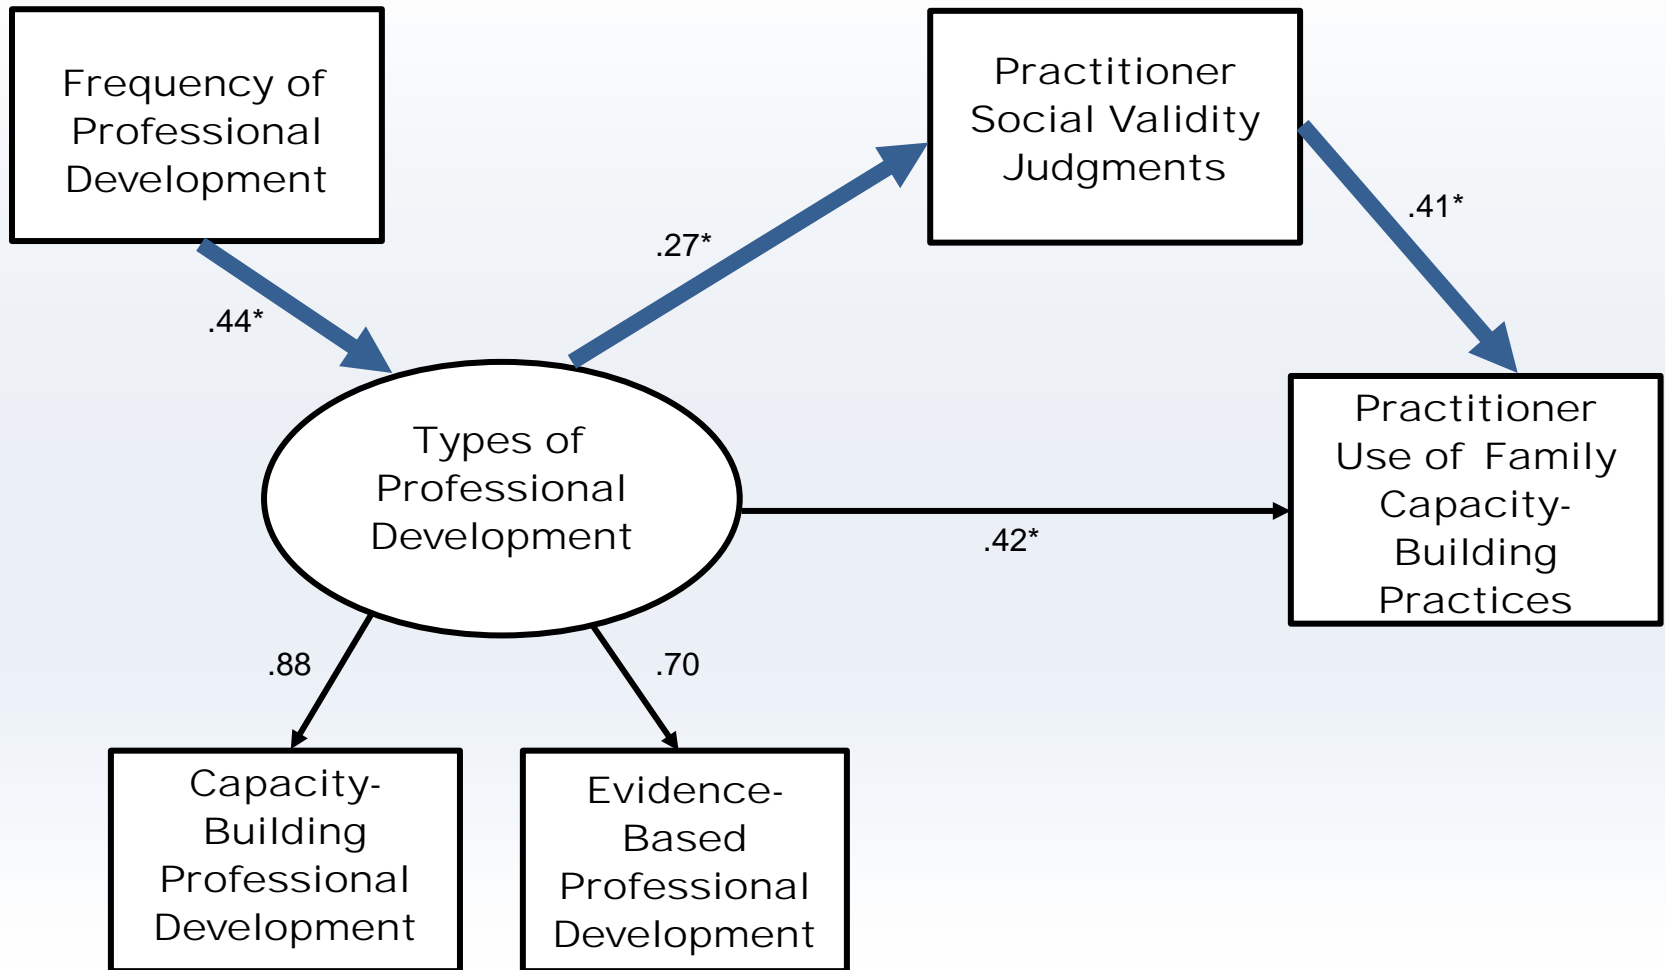 Frequency of
Professional
Development
Practitioner
Social Validity
Judgments
.27*
.41*
.44*
Types of
Professional
Development
Practitioner
Use of Family
Capacity-
Building
Practices
.42*
.88
.70
Capacity-
Building
Professional
Development
Evidence-
Based
Professional
Development